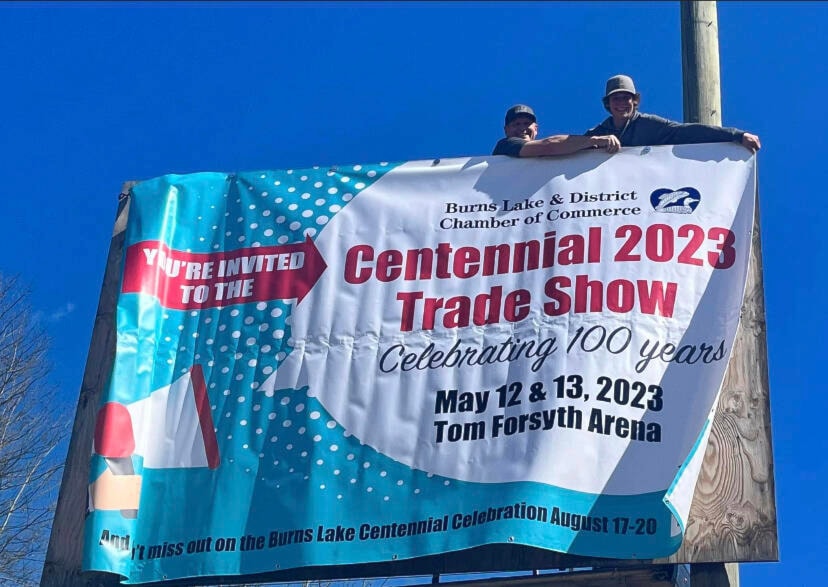 Burns Lake & District
Chamber of Commerce
YOU'RE INVITED
TO THE
Centennial 2023
Trade Show
Celebrating 100 years
May 12 & 13, 2023
Tom Forsyth Arena
And 't miss out on the Burns Lake Centennial Celebration August 17-20